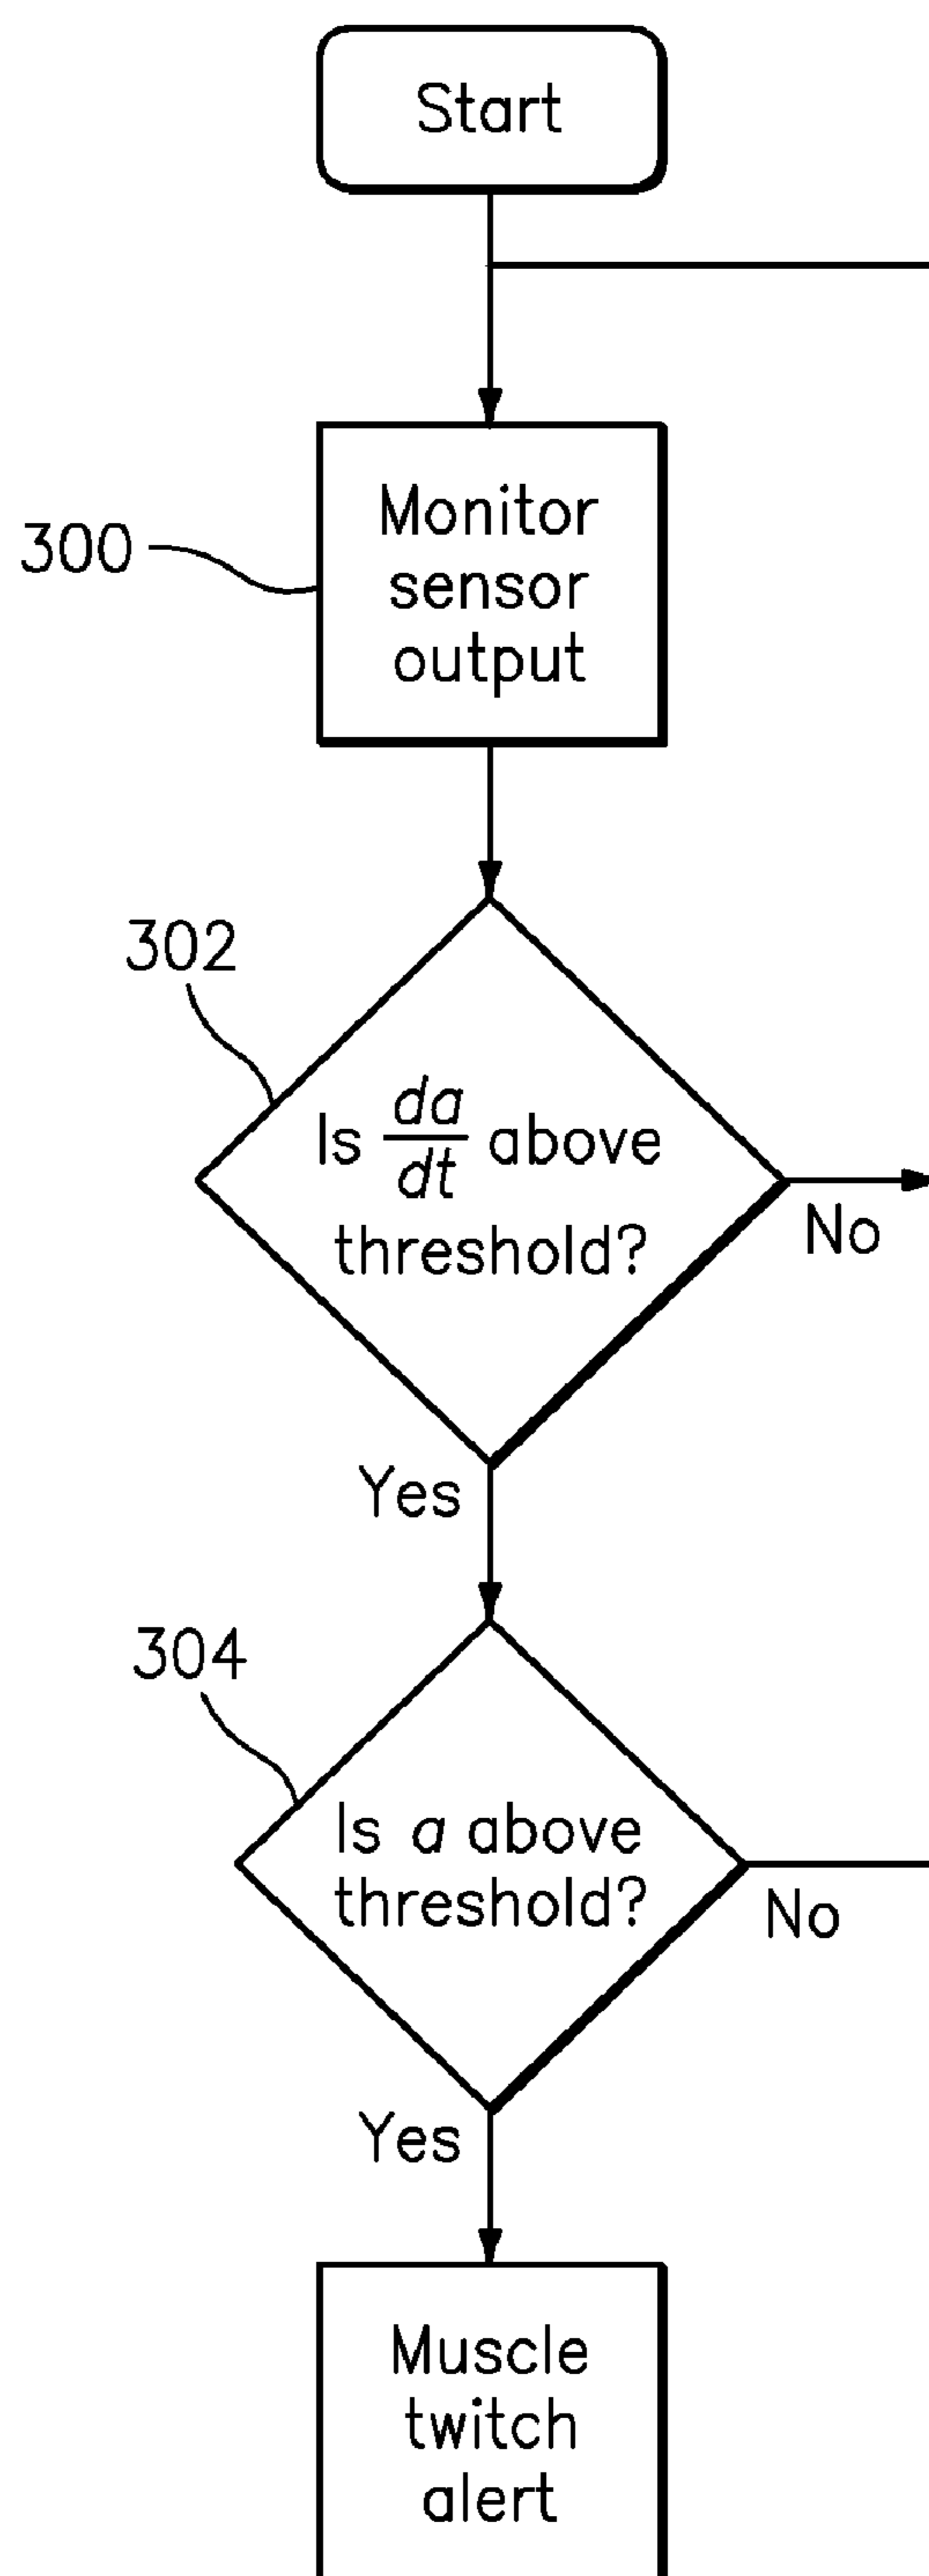 Start
Monitor
sensor
output
300
302
Is da/dt above
threshold?
No
Yes
304
Is a above
threshold?
No
Yes
Muscle
twitch
alert